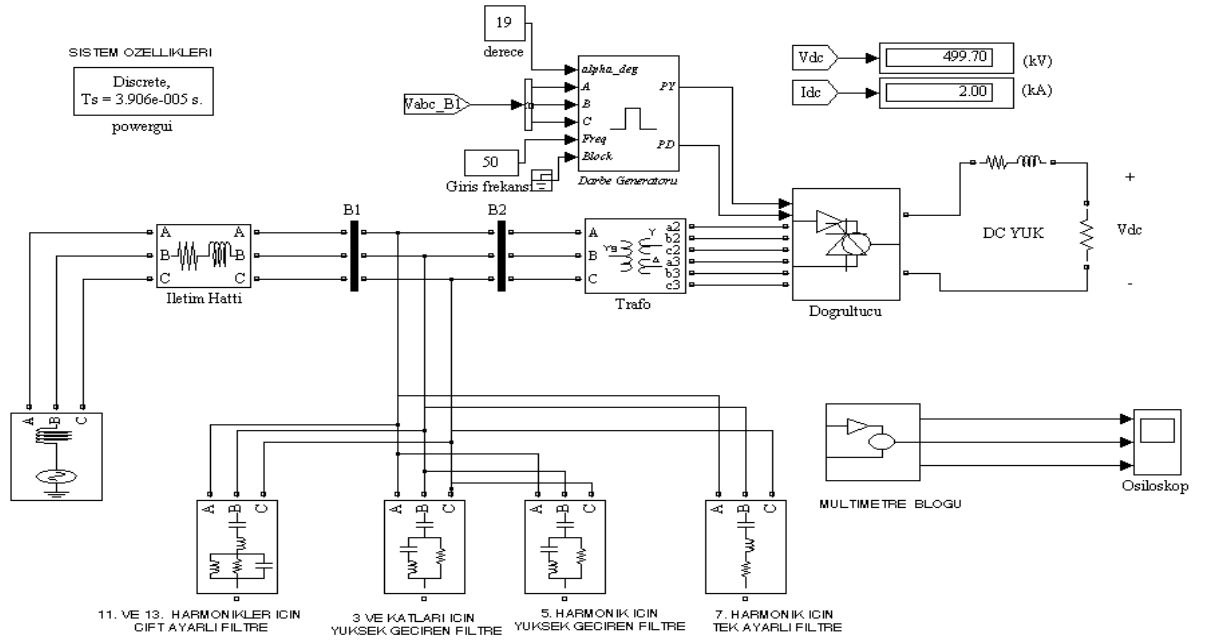 SISTEM OZELLIKLERI
Discrete,
Ts = 3.906e-005 s.
powergui
19
derece
Vabc_B1
50
Giris frekansi
alpha_deg
A
B
C
Freq
Block
PY
PD
Darbe Generatoru
Vdc
499.70
(kV)
Idc
2.00
(kA)
A A
B B
C C
Iletim Hatti
B1
B2
A
B
C
Yg
Y
Δ
a2
b2
c2
a3
b3
c3
Trafo
Dogrultucu
DC YUK
+
Vdc
-
A B C
MULTIMETRE BLOGU
Osiloskop
A B C
11. VE 13. HARMONIKLER ICIN
CIFT AYARLI FILTRE
A B C
3 VE KATLARI ICIN
YUKSEK GECIREN FILTRE
A B C
5. HARMONIK ICIN
YUKSEK GECIREN FILTRE
A B C
7. HARMONIK ICIN
TEK AYARLI FILTRE